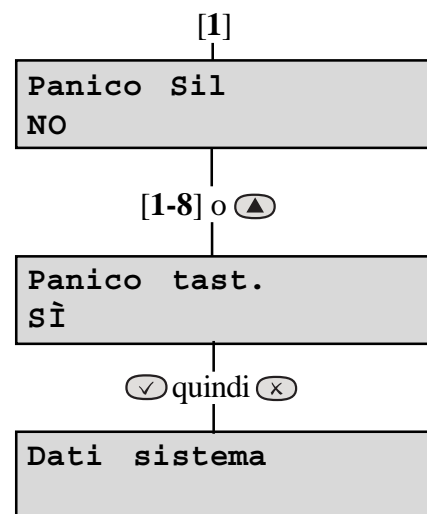 [1]
Panico Sil
NO
[1-8] o
Panico tast.
SÌ
quindi
Dati sistema